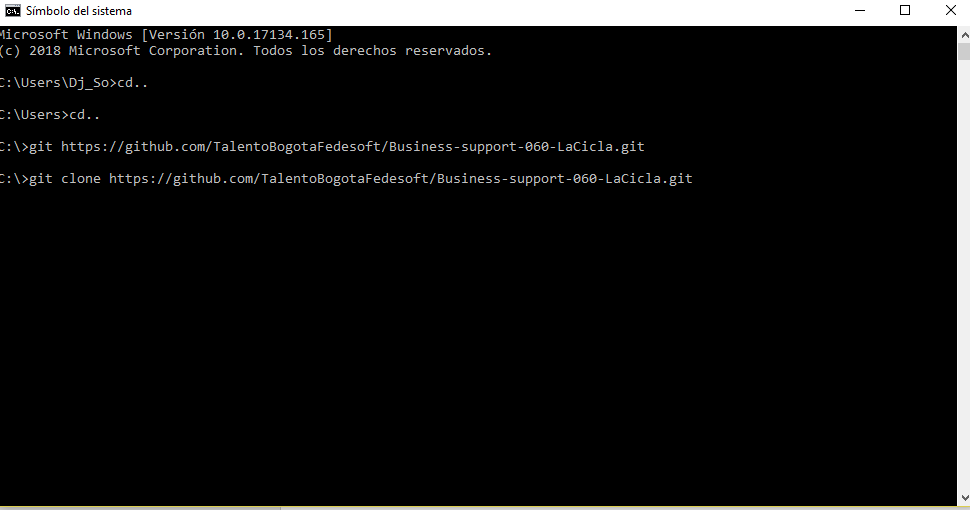 Símbolo del sistema
Microsoft Windows [Versión 10.0.17134.165]
(c) 2018 Microsoft Corporation. Todos los derechos reservados.
C:\Users\Dj_So>cd..
C:\Users>cd..
C:\>git https://github.com/TalentoBogotaFedesoft/Business-support-060-LaCicla.git
C:\>git clone https://github.com/TalentoBogotaFedesoft/Business-support-060-LaCicla.git